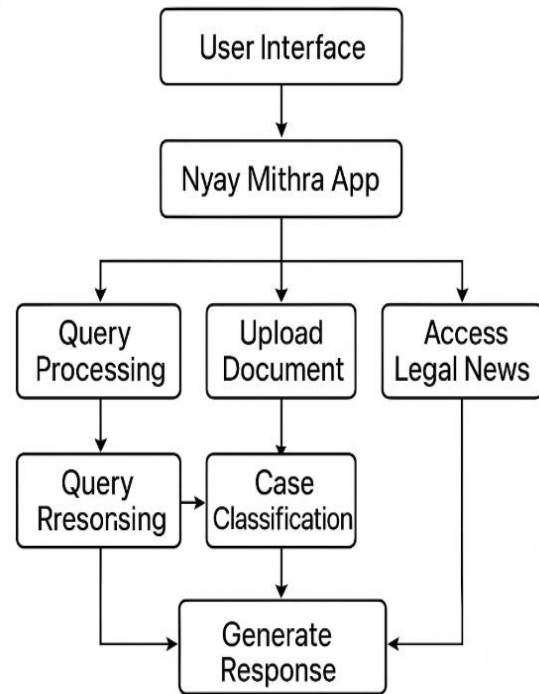 User Interface
Nyay Mithra App
Query
Processing
Upload
Document
Access
Legal News
Query
Rresonsing
Case
Classification
Generate
Response